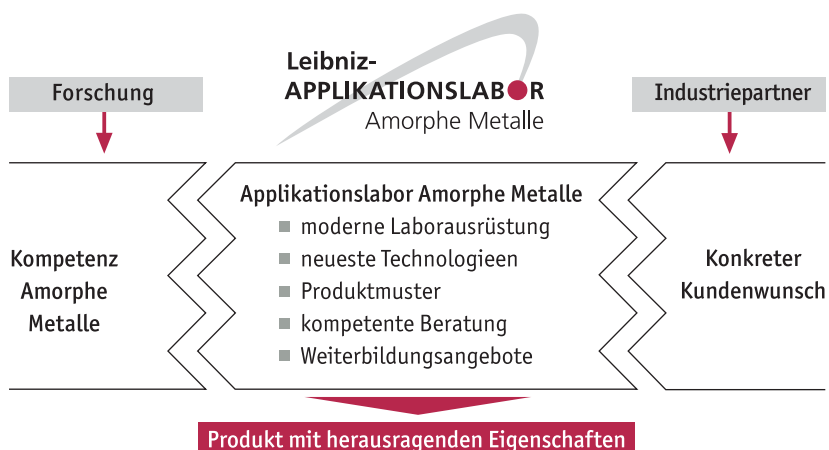 Leibniz-
APPLIKATIONSLABOR
Amorphe Metalle
Forschung
Industriepartner
Kompetenz
Amorphe
Metalle
Applikationslabor Amorphe Metalle
moderne Laborausrüstung
neueste Technologieen
Produktmuster
kompetente Beratung
Weiterbildungsangebote
Konkreter
Kundenwunsch
Produkt mit herausragenden Eigenschaften